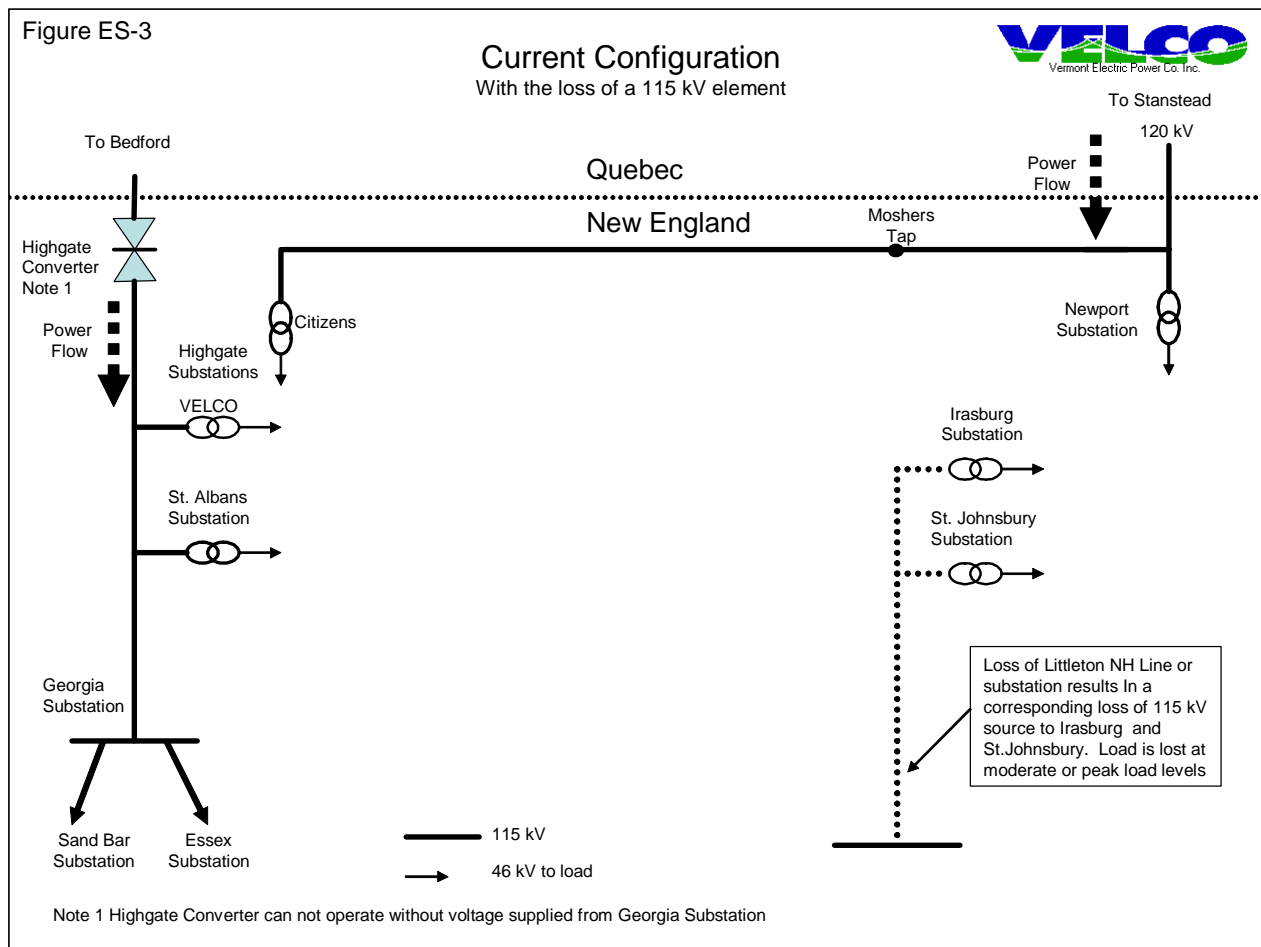 Figure ES-3
Current Configuration
With the loss of a 115 kV element
VELCO
Vermont Electric Power Co. Inc.
To Stanstead
120 kV
To Bedford
Quebec
Power
Flow
New England
Moshers
Tap
Highgate
Converter
Note 1
Citizens
Newport
Substation
Power
Flow
Highgate
Substations
VELCO
Irasburg
Substation
St. Albans
Substation
St. Johnsbury
Substation
Georgia
Substation
Loss of Littleton NH Line or
substation results In a
corresponding loss of 115 kV
source to Irasburg and
St.Johnsbury. Load is lost at
moderate or peak load levels
Sand Bar
Substation
Essex
Substation
115 kV
46 kV to load
Note 1 Highgate Converter can not operate without voltage supplied from Georgia Substation